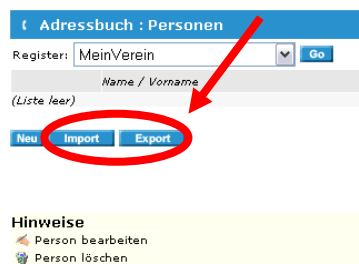 Adressbuch : Personen
Register: MeinVerein Go
Name / Vorname
(Liste leer)
Neu Import Export
Hinweise
Person bearbeiten
Person löschen